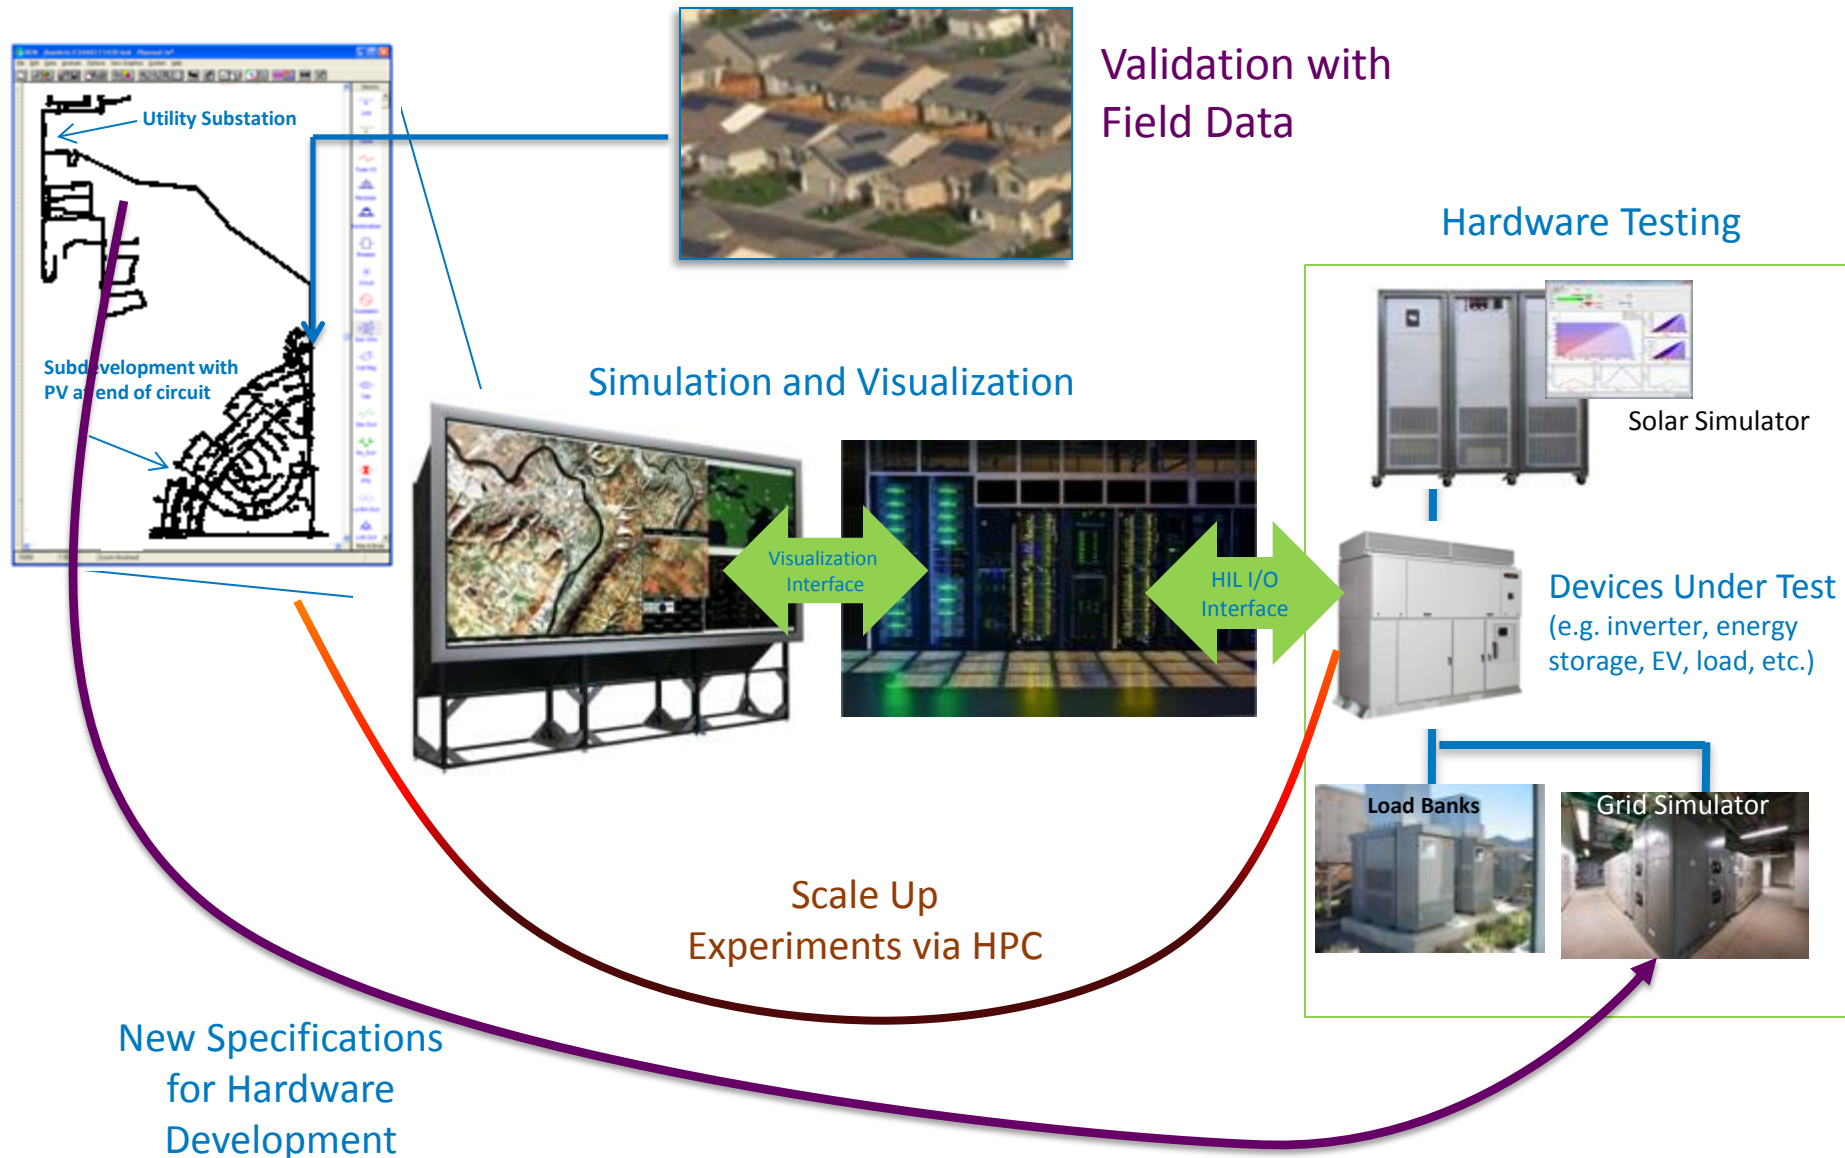 Validation with
Field Data
Utility Substation
Subdevelopment with
PV at end of circuit
Simulation and Visualization
Visualization
Interface
HIL I/O
Interface
Hardware Testing
Solar Simulator
Devices Under Test
(e.g. inverter, energy
storage, EV, load, etc.)
Load Banks
Grid Simulator
Scale Up
Experiments via HPC
New Specifications
for Hardware
Development